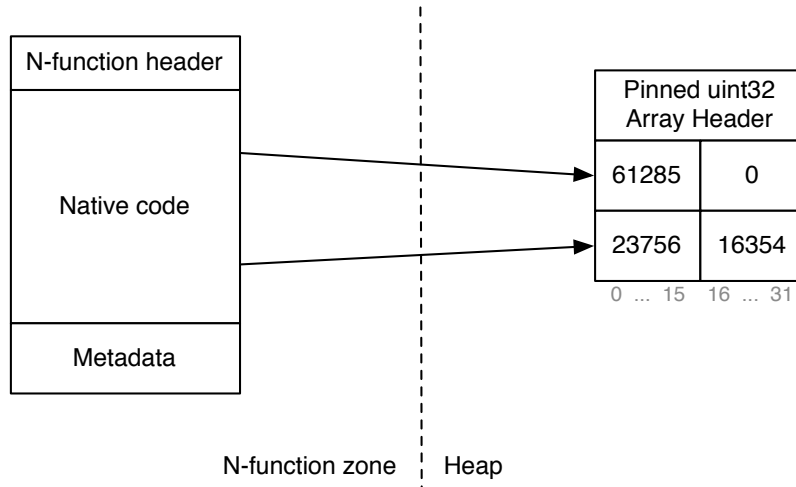 N-function header
Native code
Metadata
Pinned uint32
Array Header
61285 0
23756 16354
0 ... 15 16 ... 31
N-function zone Heap